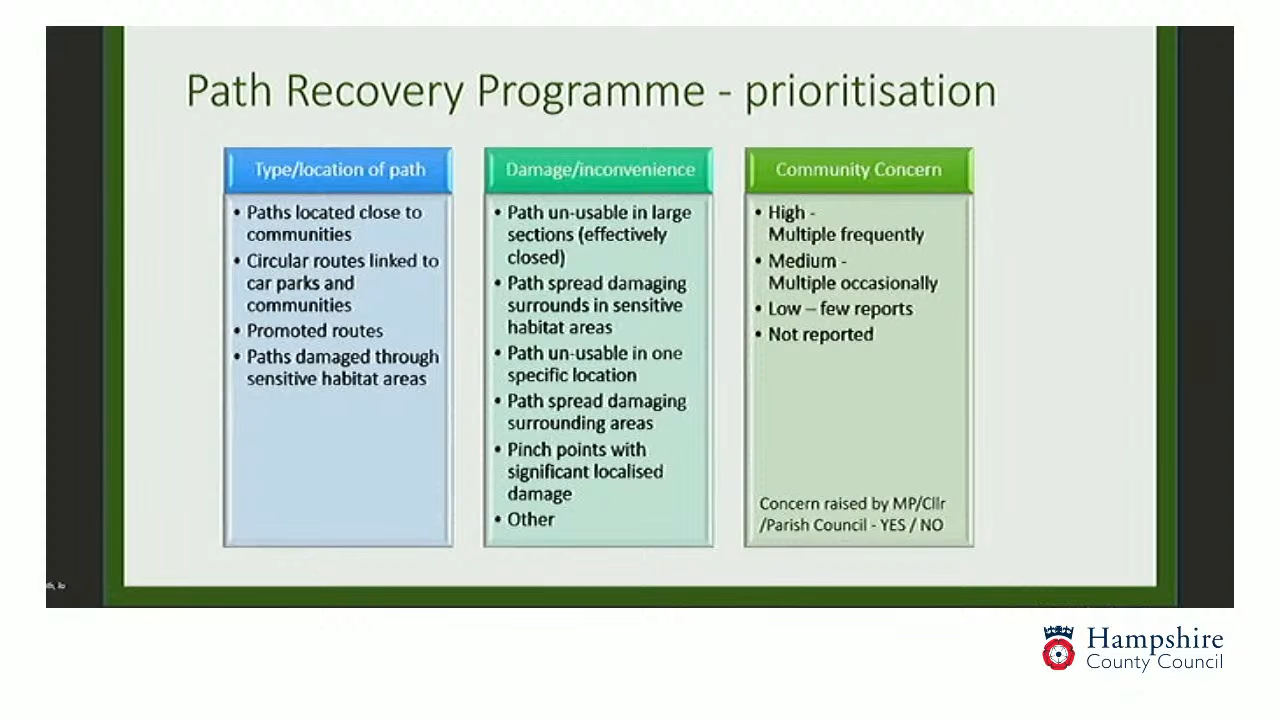 Path Recovery Programme - prioritisation
Type/location of path
• Paths located close to
communities
• Circular routes linked to
car parks and
communities
• Promoted routes
• Paths damaged through
sensitive habitat areas
Damage/inconvenience
• Path un-usable in large
sections (effectively
closed)
• Path spread damaging
surrounds in sensitive
habitat areas
• Path un-usable in one
specific location
• Path spread damaging
surrounding areas
• Pinch points with
significant localised
damage
• Other
Community Concern
• High -
Multiple frequently
• Medium -
Multiple occasionally
• Low – few reports
• Not reported
Concern raised by MP/Cllr
/Parish Council - YES / NO
Hampshire
County Council